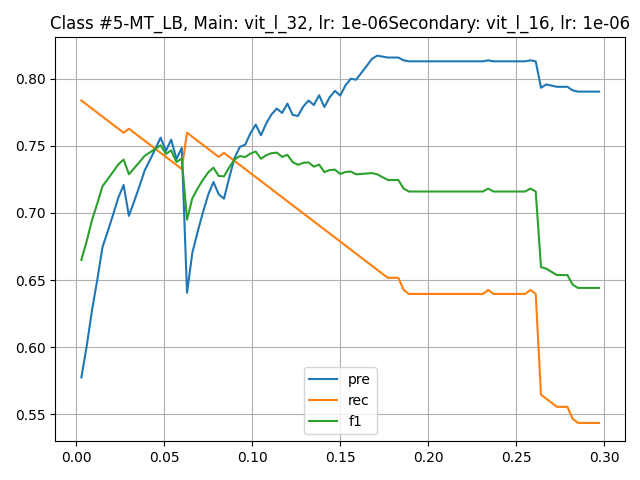 Class #5-MT_LB, Main: vit_l_32, lr: 1e-06Secondary: vit_l_16, lr: 1e-06
0.80
0.75
0.70
0.65
0.60
0.55
pre
rec
f1
0.00 0.05 0.10 0.15 0.20 0.25 0.30